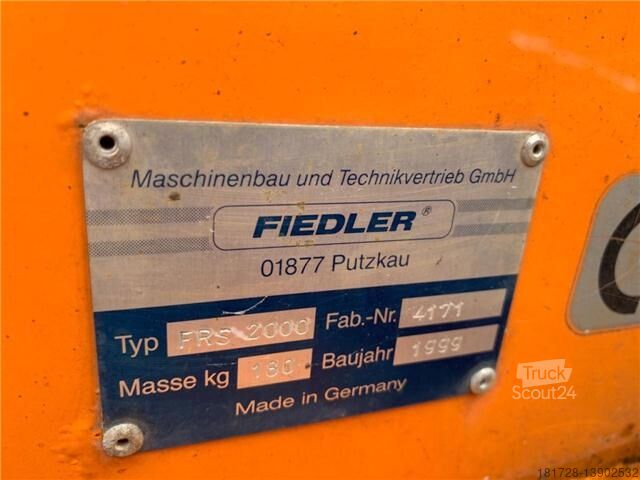 Maschinenbau und Technikvertrieb GmbH
FIEDLER ®
01877 Putzkau
Typ FRS 2000 Fab.-Nr. 4171
Masse kg 180 Baujahr 1999
Made in Germany
Truck
Scout24
181728-13902532